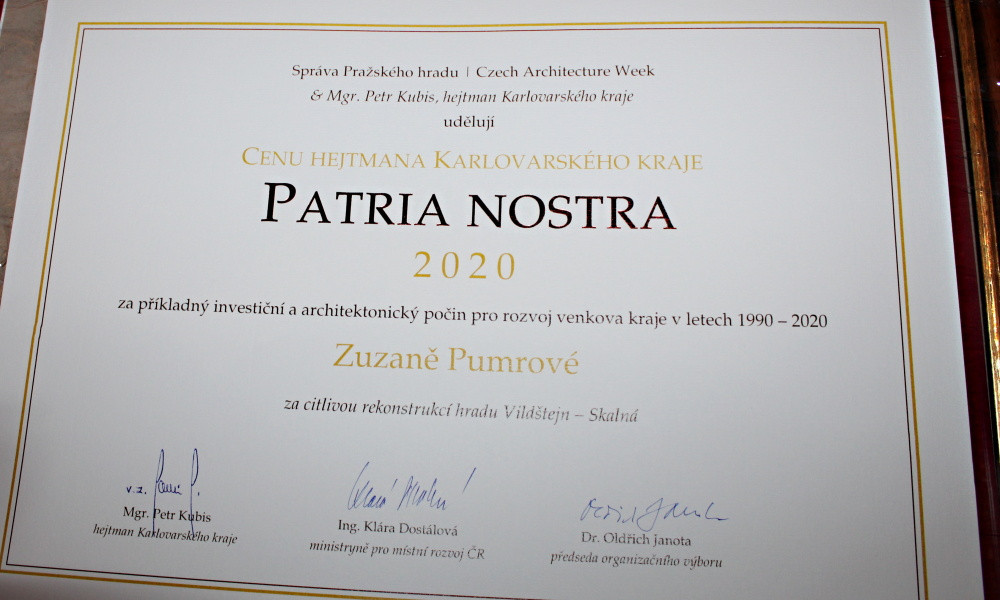 Správa Pražského hradu | Czech Architecture Week
& Mgr. Petr Kubis, hejtman Karlovarského kraje
udělují
Cenu hejtmana Karlovarského kraje
Patria nostra
2020
za příkladný investiční a architektonický počin pro rozvoj venkova kraje v letech 1990 – 2020
Zuzaně Pumrové
za citlivou rekonstrukcí hradu Vildštejn – Skalná
v.z.
Mgr. Petr Kubis
hejtman Karlovarského kraje
Ing. Klára Dostálová
ministryně pro místní rozvoj ČR
Dr. Oldřich Janota
předseda organizačního výboru